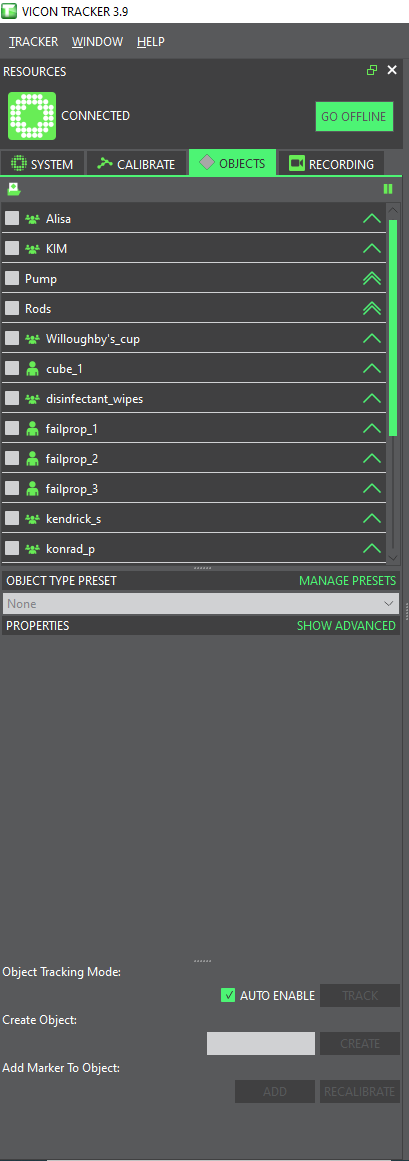 VICON TRACKER 3.9
TRACKER WINDOW HELP
RESOURCES
CONNECTED
GO OFFLINE
SYSTEM CALIBRATE OBJECTS RECORDING
Alisa
KIM
Pump
Rods
Willoughby's_cup
cube_1
disinfectant_wipes
failprop_1
failprop_2
failprop_3
kendrick_s
konrad_p
OBJECT TYPE PRESET MANAGE PRESETS
None
PROPERTIES SHOW ADVANCED
Object Tracking Mode:
AUTO ENABLE TRACK
Create Object:
CREATE
Add Marker To Object:
ADD RECALIBRATE